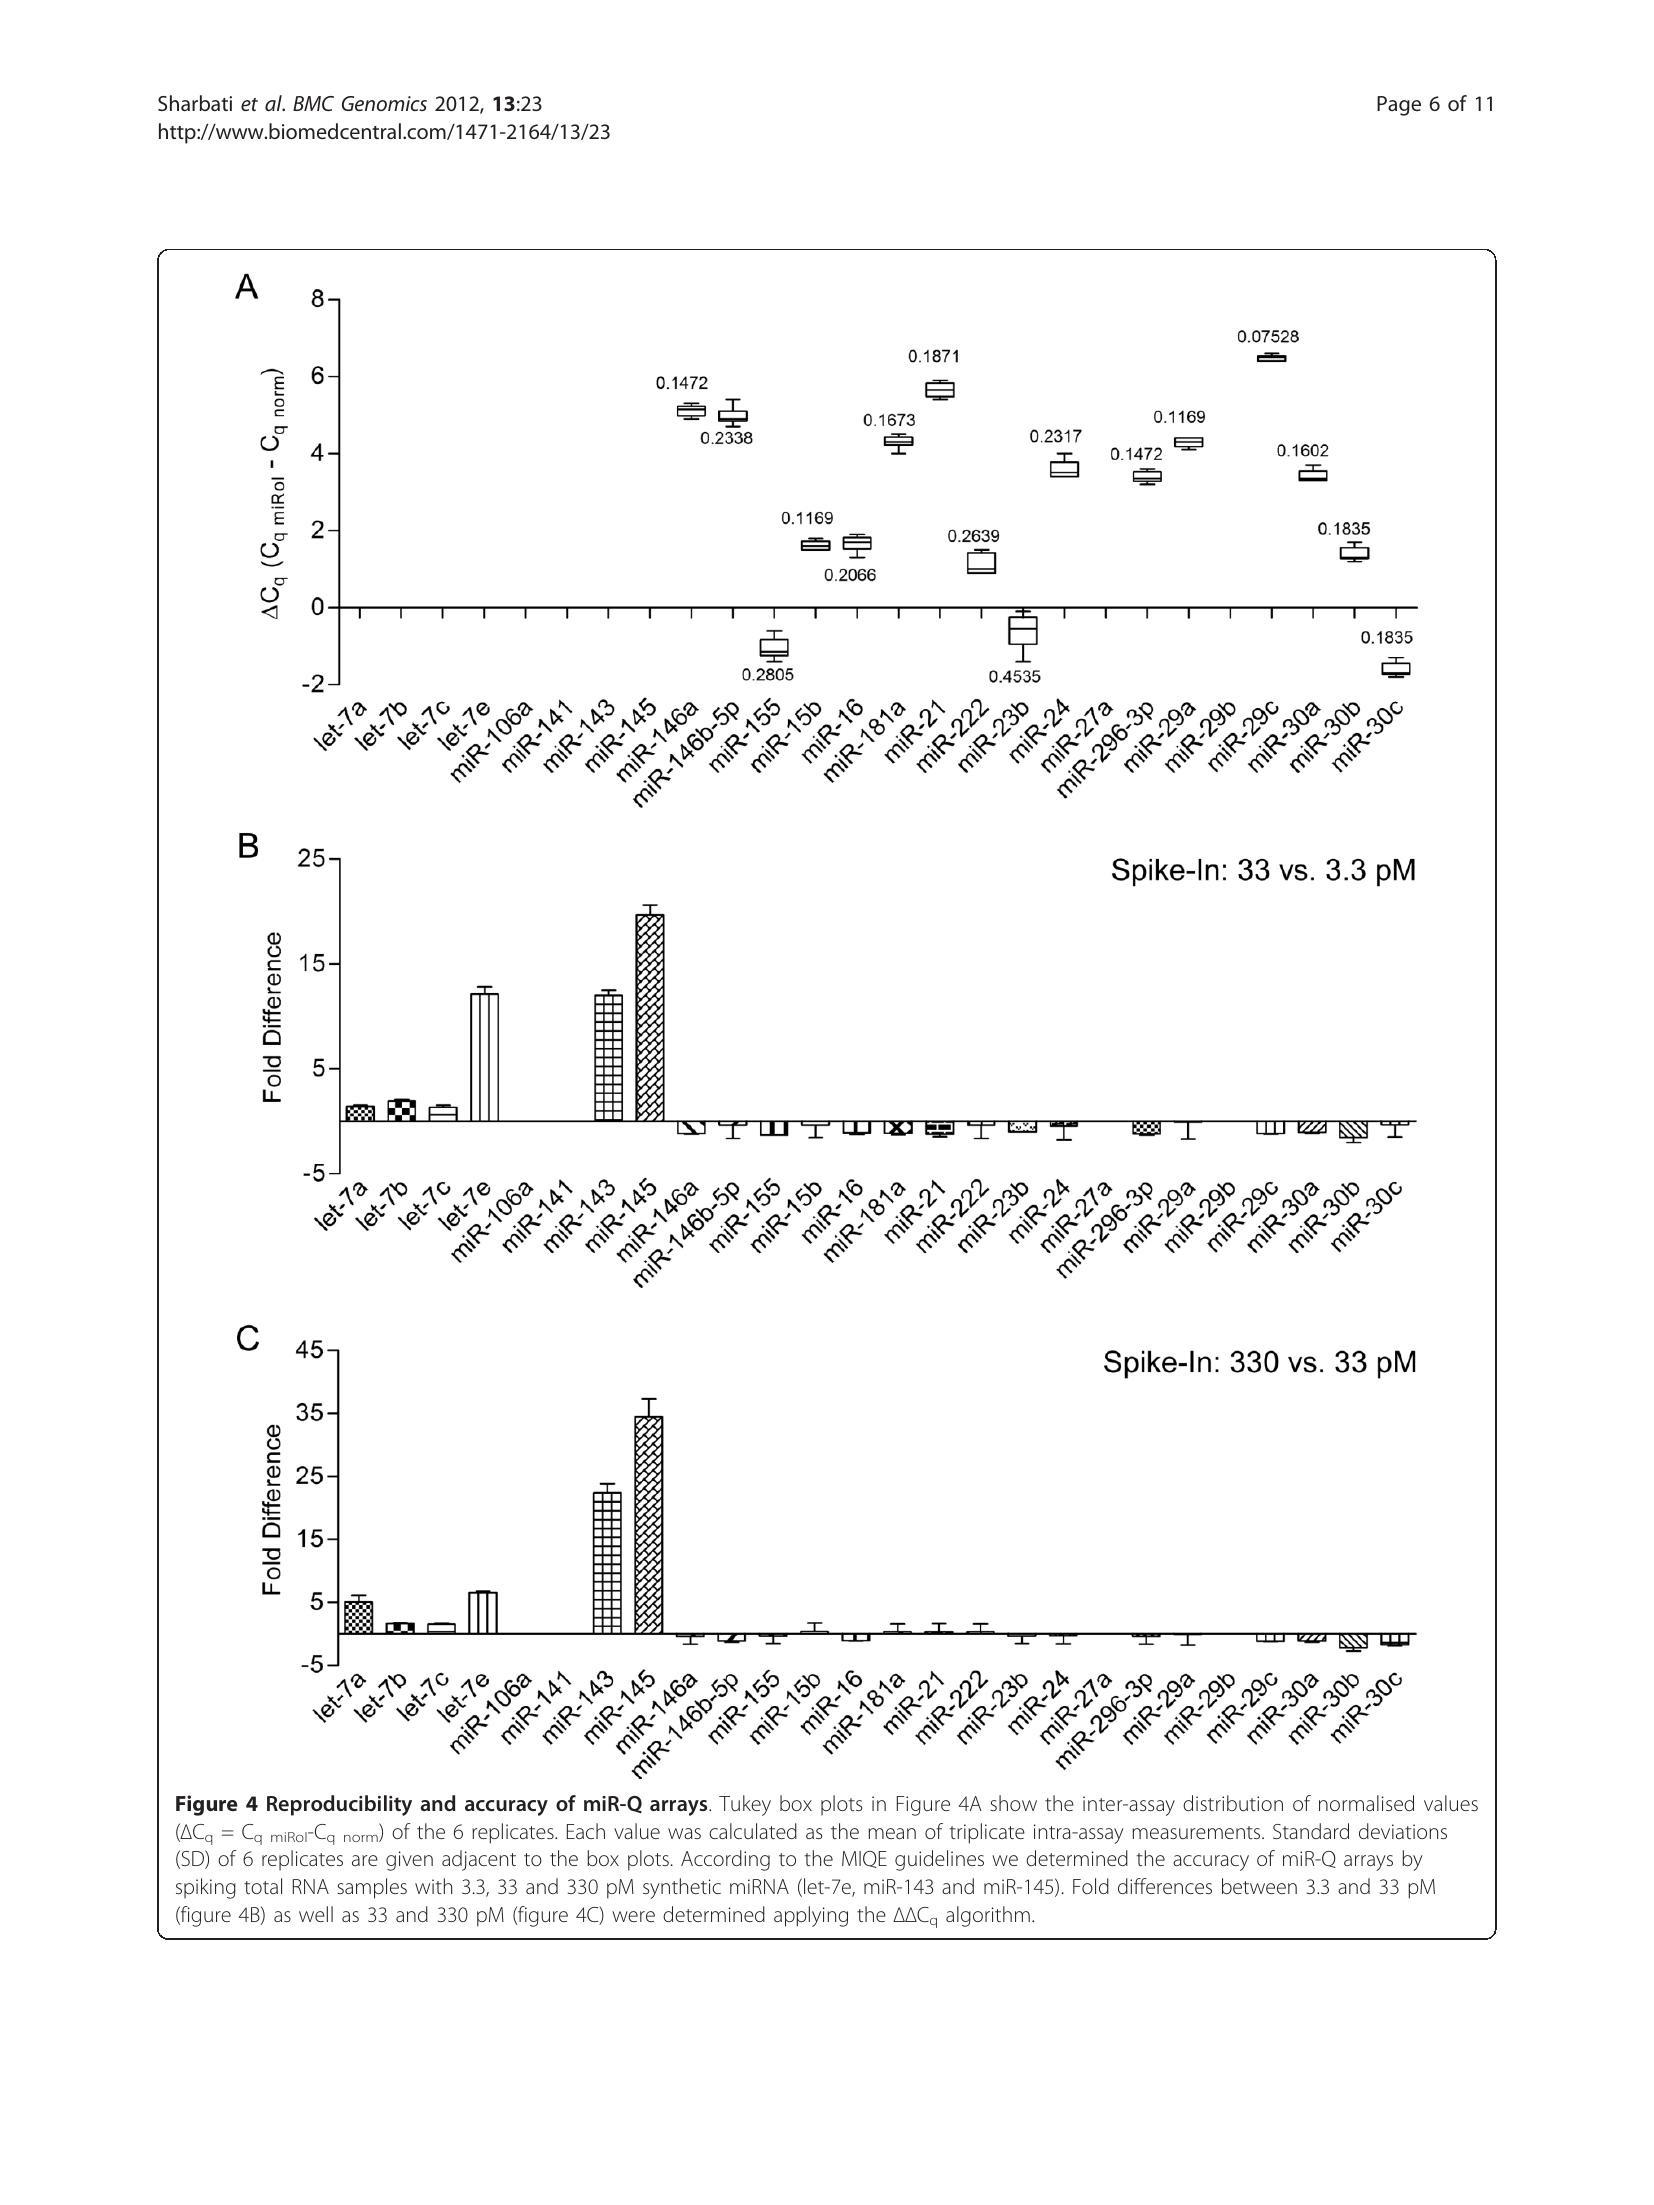 Sharbati et al. BMC Genomics 2012, 13:23
http://www.biomedcentral.com/1471-2164/13/23
Page 6 of 11
A
ΔCq (Cq miRoI - Cq norm)
8
6
4
2
0
-2
0.1472
0.2338
0.2805
0.1169
0.2066
0.1673
0.1871
0.2639
0.4535
0.2317
0.1472
0.1169
0.07528
0.1602
0.1835
0.1835
let-7a
let-7b
let-7c
let-7e
miR-106a
miR-141
miR-143
miR-145
miR-146a
miR-146b-5p
miR-155
miR-15b
miR-16
miR-181a
miR-21
miR-222
miR-23b
miR-24
miR-27a
miR-296-3p
miR-29a
miR-29b
miR-29c
miR-30a
miR-30b
miR-30c
B
Spike-In: 33 vs. 3.3 pM
Fold Difference
25
15
5
-5
let-7a
let-7b
let-7c
let-7e
miR-106a
miR-141
miR-143
miR-145
miR-146a
miR-146b-5p
miR-155
miR-15b
miR-16
miR-181a
miR-21
miR-222
miR-23b
miR-24
miR-27a
miR-296-3p
miR-29a
miR-29b
miR-29c
miR-30a
miR-30b
miR-30c
C
Spike-In: 330 vs. 33 pM
Fold Difference
45
35
25
15
5
-5
let-7a
let-7b
let-7c
let-7e
miR-106a
miR-141
miR-143
miR-145
miR-146a
miR-146b-5p
miR-155
miR-15b
miR-16
miR-181a
miR-21
miR-222
miR-23b
miR-24
miR-27a
miR-296-3p
miR-29a
miR-29b
miR-29c
miR-30a
miR-30b
miR-30c
Figure 4 Reproducibility and accuracy of miR-Q arrays. Tukey box plots in Figure 4A show the inter-assay distribution of normalised values
(ΔCq = Cq miRoI-Cq norm) of the 6 replicates. Each value was calculated as the mean of triplicate intra-assay measurements. Standard deviations
(SD) of 6 replicates are given adjacent to the box plots. According to the MIQE guidelines we determined the accuracy of miR-Q arrays by
spiking total RNA samples with 3.3, 33 and 330 pM synthetic miRNA (let-7e, miR-143 and miR-145). Fold differences between 3.3 and 33 pM
(figure 4B) as well as 33 and 330 pM (figure 4C) were determined applying the ΔΔCq algorithm.